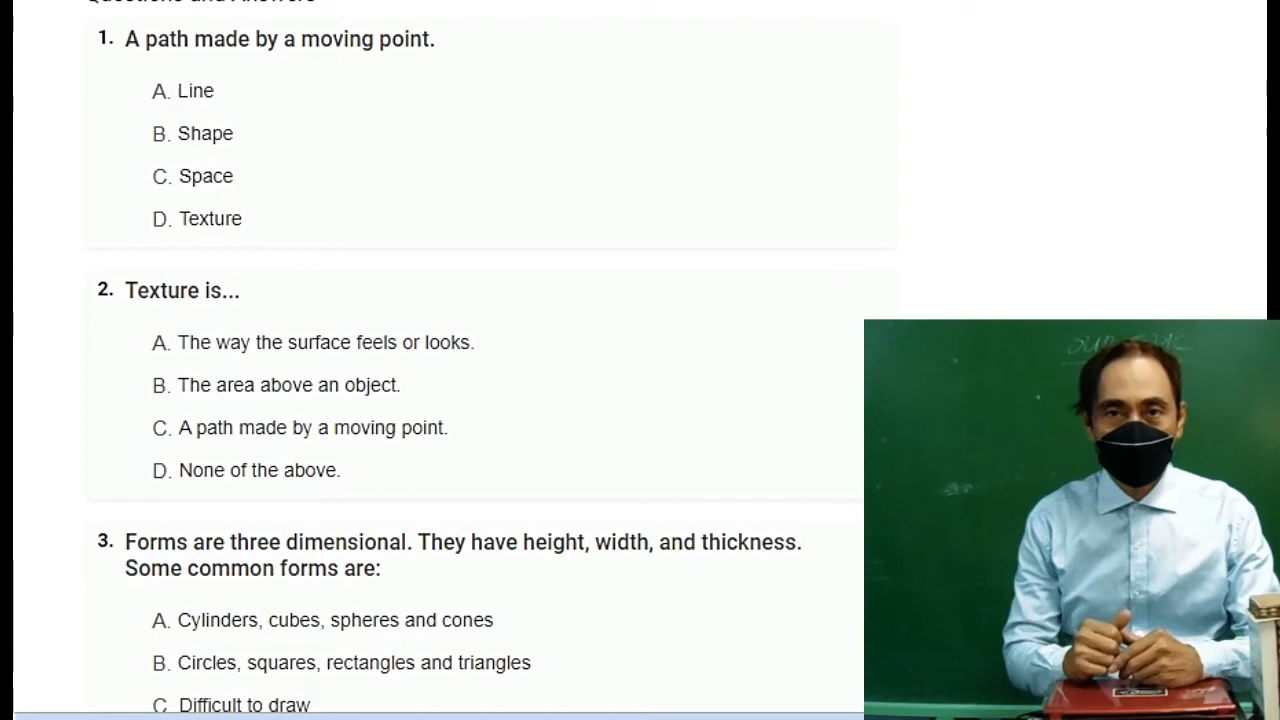 Questions and Answers
1. A path made by a moving point.
A. Line
B. Shape
C. Space
D. Texture
2. Texture is...
A. The way the surface feels or looks.
B. The area above an object.
C. A path made by a moving point.
D. None of the above.
3. Forms are three dimensional. They have height, width, and thickness.
Some common forms are:
A. Cylinders, cubes, spheres and cones
B. Circles, squares, rectangles and triangles
C Difficult to draw